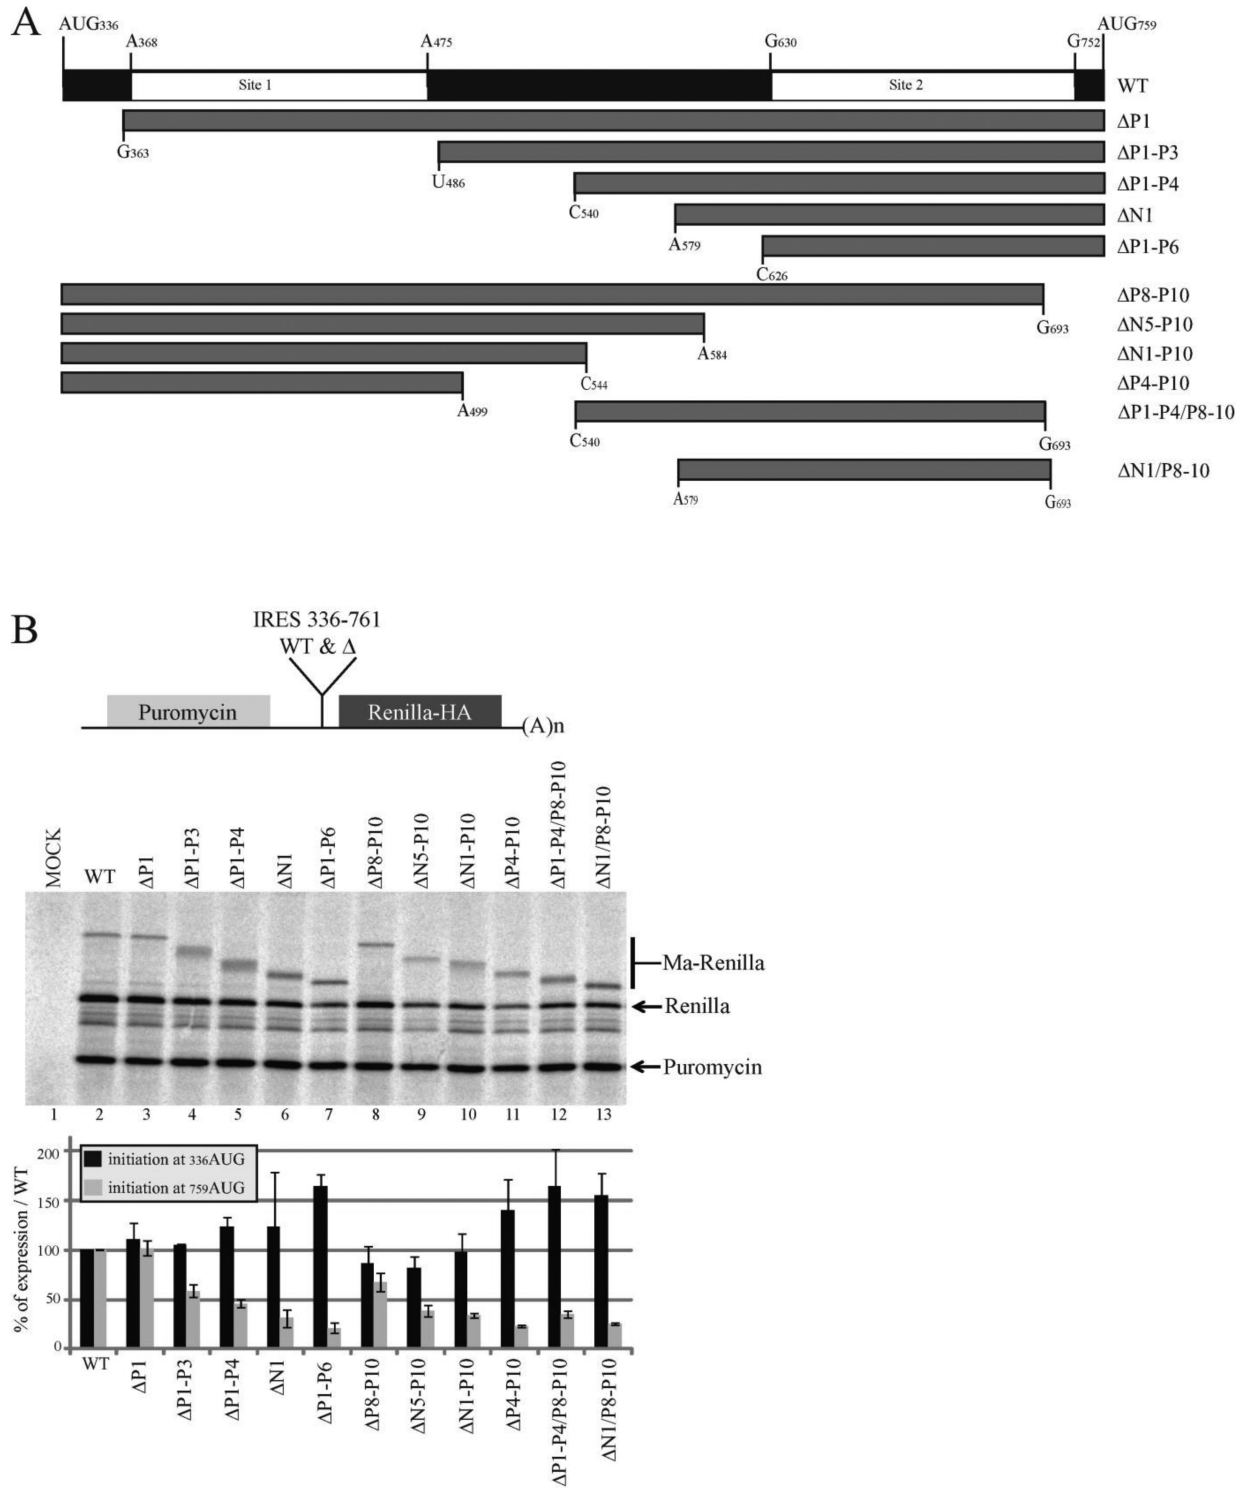 A
AUG336
A368
A475
G630
G752
AUG759
Site 1
Site 2
WT
ΔP1
G363
ΔP1-P3
U486
ΔP1-P4
C540
ΔN1
A579
ΔP1-P6
C626
ΔP8-P10
G693
ΔN5-P10
A584
ΔN1-P10
C544
ΔP4-P10
A499
ΔP1-P4/P8-10
C540
G693
ΔN1/P8-10
A579
G693
B
IRES 336-761
WT & Δ
Puromycin
Renilla-HA
(A)n
MOCK
WT
ΔP1
ΔP1-P3
ΔP1-P4
ΔN1
ΔP1-P6
ΔP8-P10
ΔN5-P10
ΔN1-P10
ΔP4-P10
ΔP1-P4/P8-P10
ΔN1/P8-P10
Ma-Renilla
Renilla
Puromycin
1 2 3 4 5 6 7 8 9 10 11 12 13
% of expression / WT
200
150
100
50
0
initiation at 336AUG
initiation at 759AUG
WT
ΔP1
ΔP1-P3
ΔP1-P4
ΔN1
ΔP1-P6
ΔP8-P10
ΔN5-P10
ΔN1-P10
ΔP4-P10
ΔP1-P4/P8-P10
ΔN1/P8-P10